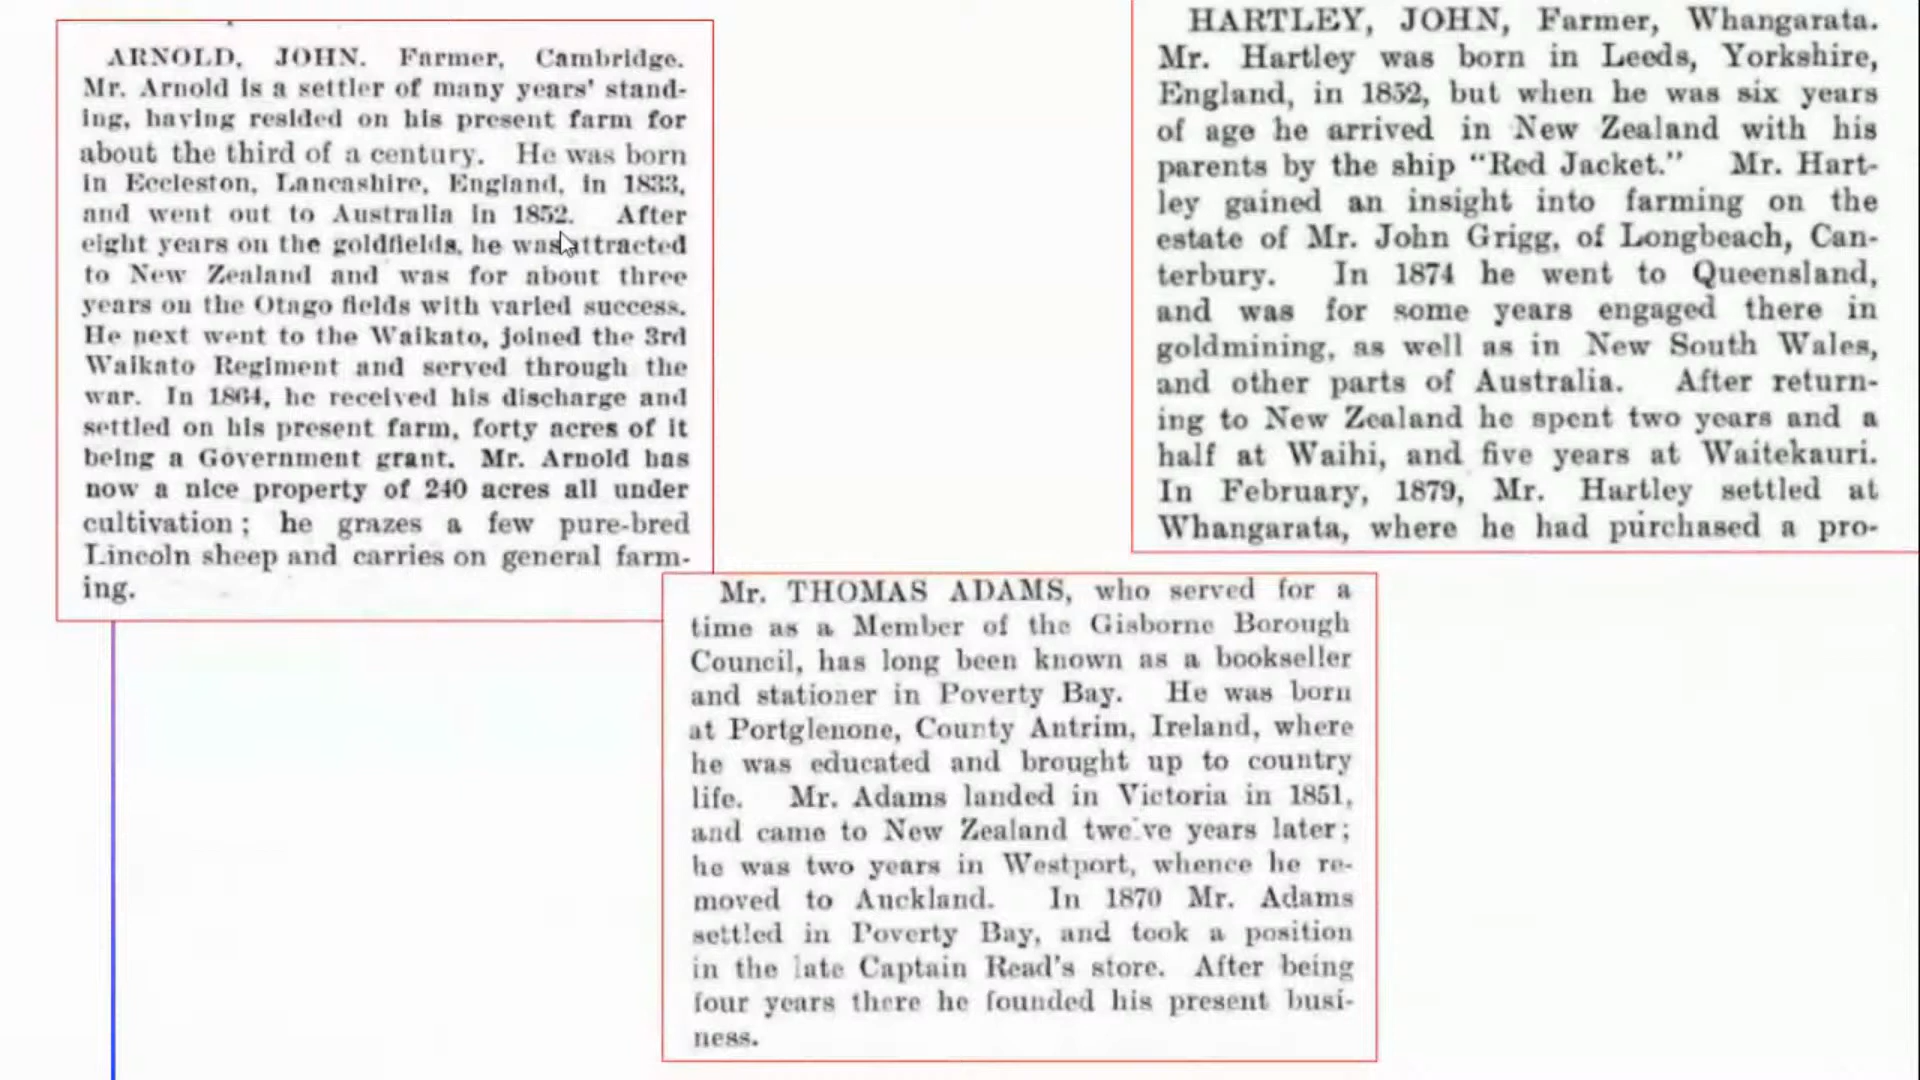 ARNOLD, JOHN, Farmer, Cambridge.
Mr. Arnold is a settler of many years' stand-
ing, having resided on his present farm for
about the third of a century. He was born
in Eccleston, Lancashire, England, in 1833,
and went out to Australia in 1852. After
eight years on the goldfields, he was attracted
to New Zealand and was for about three
years on the Otago fields with varied success.
He next went to the Waikato, joined the 3rd
Waikato Regiment and served through the
war. In 1864, he received his discharge and
settled on his present farm, forty acres of it
being a Government grant. Mr. Arnold has
now a nice property of 240 acres all under
cultivation; he grazes a few pure-bred
Lincoln sheep and carries on general farm-
ing.
HARTLEY, JOHN, Farmer, Whangarata.
Mr. Hartley was born in Leeds, Yorkshire,
England, in 1852, but when he was six years
of age he arrived in New Zealand with his
parents by the ship "Red Jacket." Mr. Hart-
ley gained an insight into farming on the
estate of Mr. John Grigg, of Longbeach, Can-
terbury. In 1874 he went to Queensland,
and was for some years engaged there in
goldmining, as well as in New South Wales,
and other parts of Australia. After return-
ing to New Zealand he spent two years and a
half at Waihi, and five years at Waitekauri.
In February, 1879, Mr. Hartley settled at
Whangarata, where he had purchased a pro-
Mr. THOMAS ADAMS, who served for a
time as a Member of the Gisborne Borough
Council, has long been known as a bookseller
and stationer in Poverty Bay. He was born
at Portglenone, County Antrim, Ireland, where
he was educated and brought up to country
life. Mr. Adams landed in Victoria in 1851,
and came to New Zealand twelve years later;
he was two years in Westport, whence he re-
moved to Auckland. In 1870 Mr. Adams
settled in Poverty Bay, and took a position
in the late Captain Read's store. After being
four years there he founded his present busi-
ness.